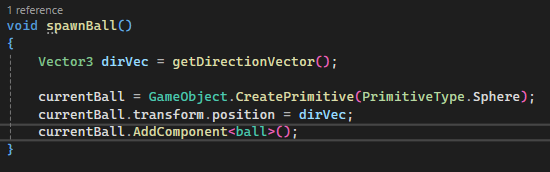 1 reference
void spawnBall()
{
Vector3 dirVec = getDirectionVector();
currentBall = GameObject.CreatePrimitive(PrimitiveType.Sphere);
currentBall.transform.position = dirVec;
currentBall.AddComponent<ball>();
}